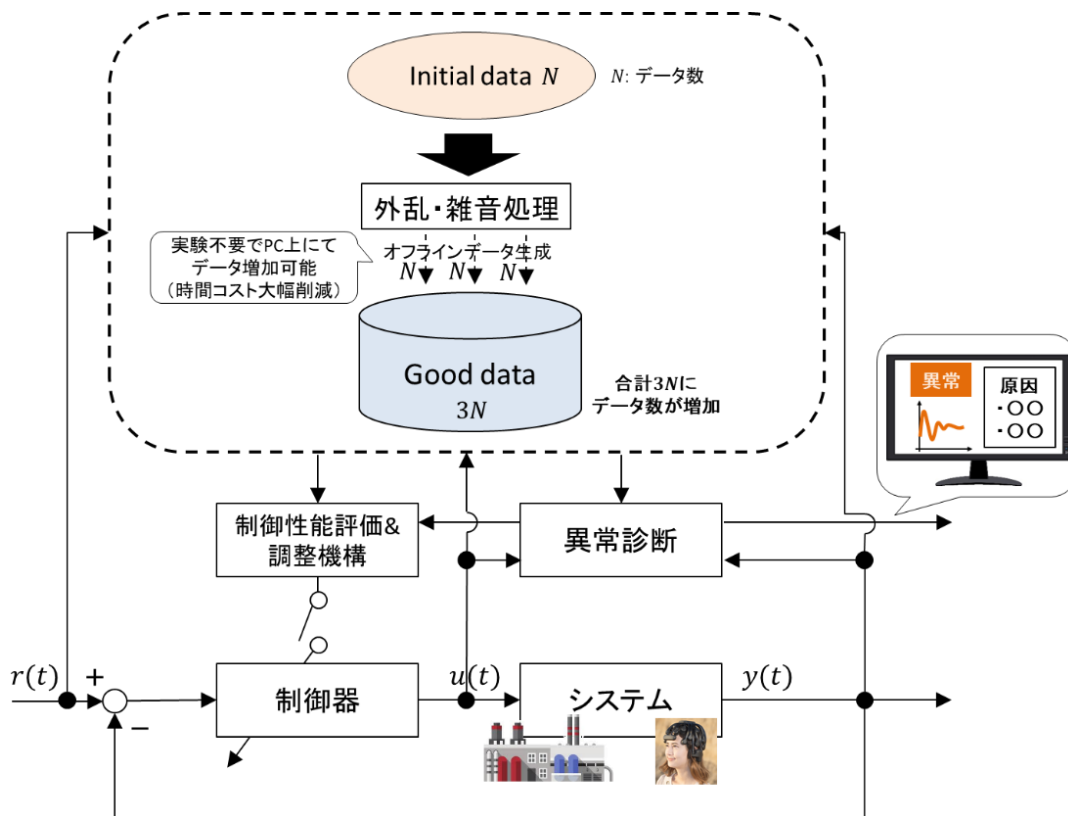 Initial data N
N: データ数
外乱・雑音処理
実験不要でPC上にて
データ増加可能
（時間コスト大幅削減）
オフラインデータ生成
N N N
Good data
3N
合計3Nに
データ数が増加
異常
原因
・○○
・○○
制御性能評価&
調整機構
異常診断
r(t)
+
−
制御器
u(t)
システム
y(t)